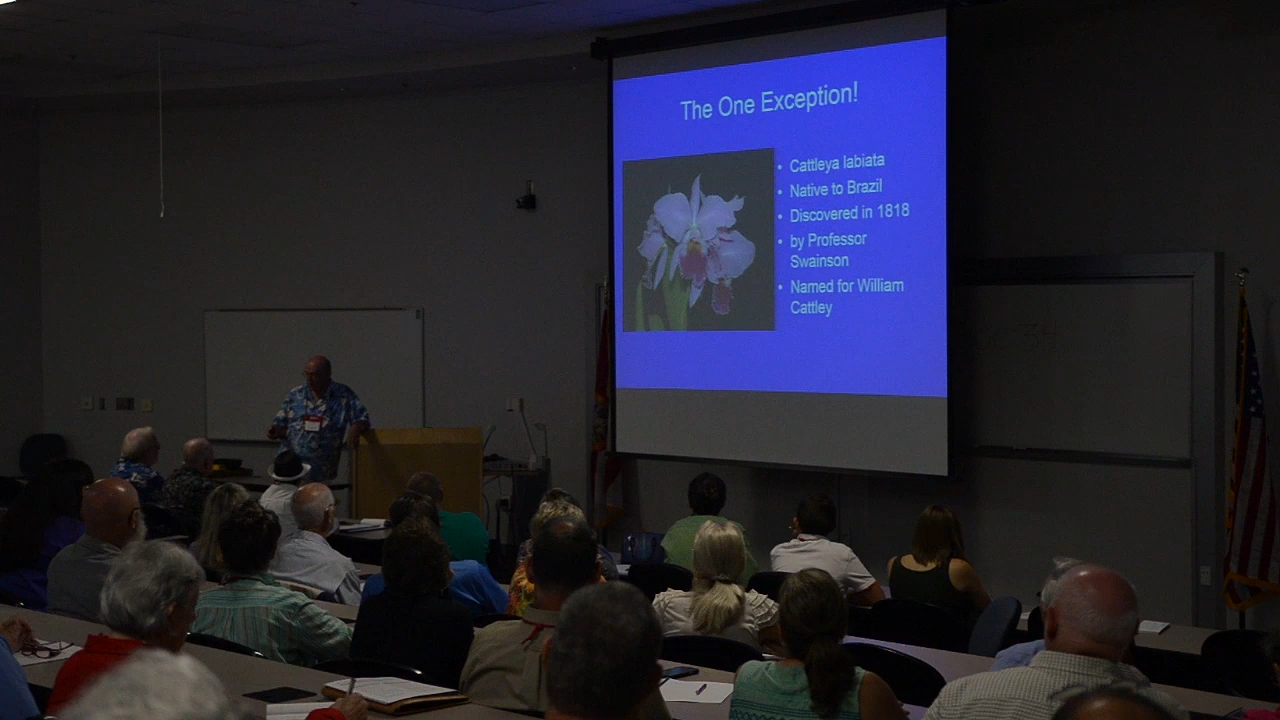 The One Exception!
• Cattleya labiata
• Native to Brazil
• Discovered in 1818
• by Professor
Swainson
• Named for William
Cattley